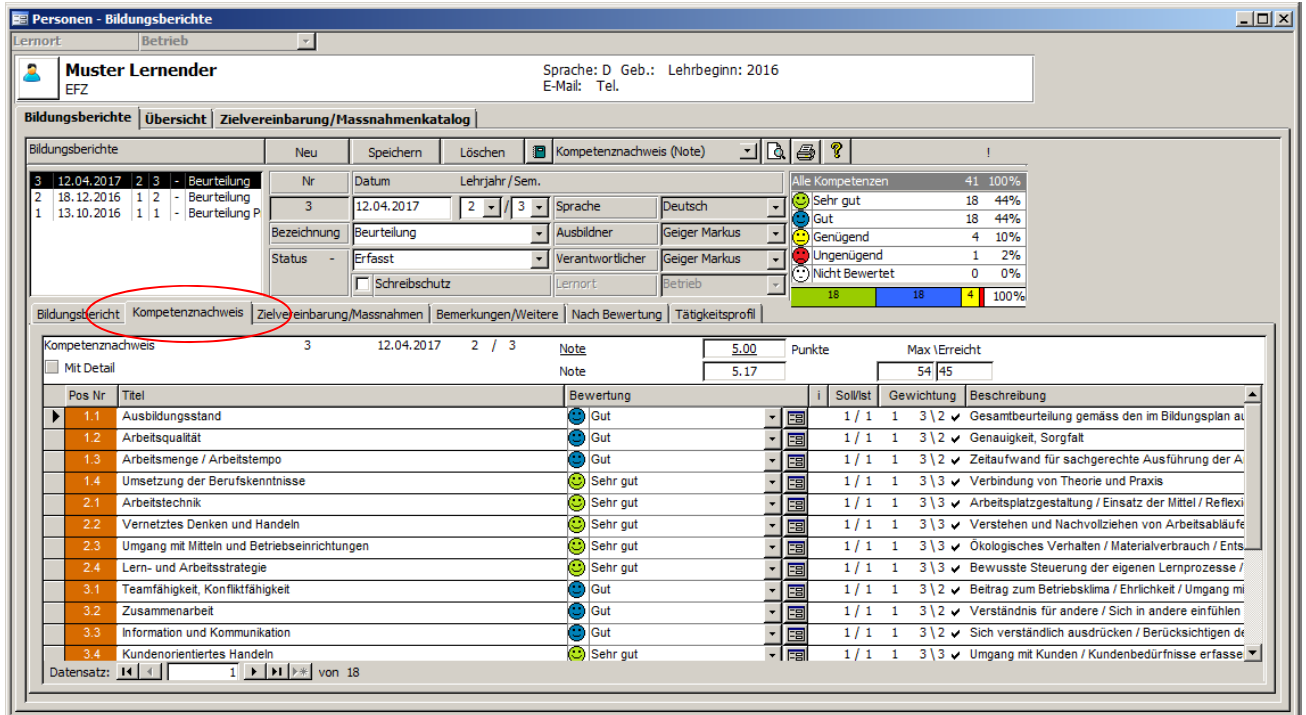 Personen - Bildungsberichte
Lernort Betrieb
Muster Lernender Sprache: D Geb.: Lehrbeginn: 2016
EFZ E-Mail: Tel.
Bildungsberichte Übersicht Zielvereinbarung/Massnahmenkatalog
Bildungsberichte Neu Speichern Löschen Kompetenznachweis (Note) ? !
3 12.04.2017 2 3 - Beurteilung Nr Datum Lehrjahr / Sem. Alle Kompetenzen 41 100%
2 18.12.2016 1 2 - Beurteilung 3 12.04.2017 2 / 3 Sprache Deutsch Sehr gut 18 44%
1 13.10.2016 1 1 - Beurteilung P Gut 18 44%
Bezeichnung Beurteilung Ausbildner Geiger Markus Genügend 4 10%
Status - Erfasst Verantwortlicher Geiger Markus Ungenügend 1 2%
Schreibschutz Lernort Betrieb Nicht Bewertet 0 0%
18 18 4 100%
Bildungsbericht Kompetenznachweis Zielvereinbarung/Massnahmen Bemerkungen/Weitere Nach Bewertung Tätigkeitsprofil
Kompetenznachweis 3 12.04.2017 2 / 3 Note 5.00 Punkte Max \Erreicht
Mit Detail Note 5.17 54 45
Pos Nr Titel Bewertung i Soll/Ist Gewichtung Beschreibung
1.1 Ausbildungsstand Gut 1 / 1 1 3\2 Gesamtbeurteilung gemäss den im Bildungsplan au
1.2 Arbeitsqualität Gut 1 / 1 1 3\2 Genauigkeit, Sorgfalt
1.3 Arbeitsmenge / Arbeitstempo Gut 1 / 1 1 3\2 Zeitaufwand für sachgerechte Ausführung der A
1.4 Umsetzung der Berufskenntnisse Sehr gut 1 / 1 1 3\3 Verbindung von Theorie und Praxis
2.1 Arbeitstechnik Sehr gut 1 / 1 1 3\3 Arbeitsplatzgestaltung / Einsatz der Mittel / Reflexi
2.2 Vernetztes Denken und Handeln Sehr gut 1 / 1 1 3\3 Verstehen und Nachvollziehen von Arbeitsabläufe
2.3 Umgang mit Mitteln und Betriebseinrichtungen Sehr gut 1 / 1 1 3\3 Ökologisches Verhalten / Materialverbrauch / Ents
2.4 Lern- und Arbeitsstrategie Sehr gut 1 / 1 1 3\3 Bewusste Steuerung der eigenen Lernprozesse /
3.1 Teamfähigkeit, Konfliktfähigkeit Gut 1 / 1 1 3\2 Beitrag zum Betriebsklima / Ehrlichkeit / Umgang mi
3.2 Zusammenarbeit Gut 1 / 1 1 3\2 Verständnis für andere / Sich in andere einfühlen
3.3 Information und Kommunikation Gut 1 / 1 1 3\2 Sich verständlich ausdrücken / Berücksichtigen de
3.4 Kundenorientiertes Handeln Sehr gut 1 / 1 1 3\3 Umgang mit Kunden / Kundenbedürfnisse erfasse
Datensatz: 1 von 18